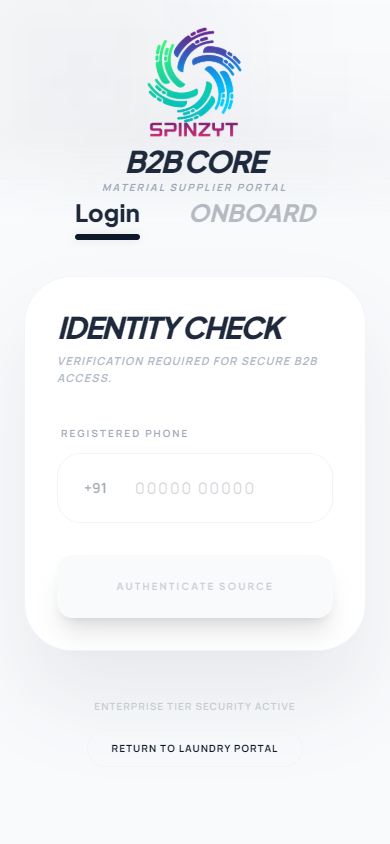 SPINZYT
B2B CORE
MATERIAL SUPPLIER PORTAL
Login
ONBOARD
IDENTITY CHECK
VERIFICATION REQUIRED FOR SECURE B2B
ACCESS.
REGISTERED PHONE
+91 00000 00000
AUTHENTICATE SOURCE
ENTERPRISE TIER SECURITY ACTIVE
RETURN TO LAUNDRY PORTAL